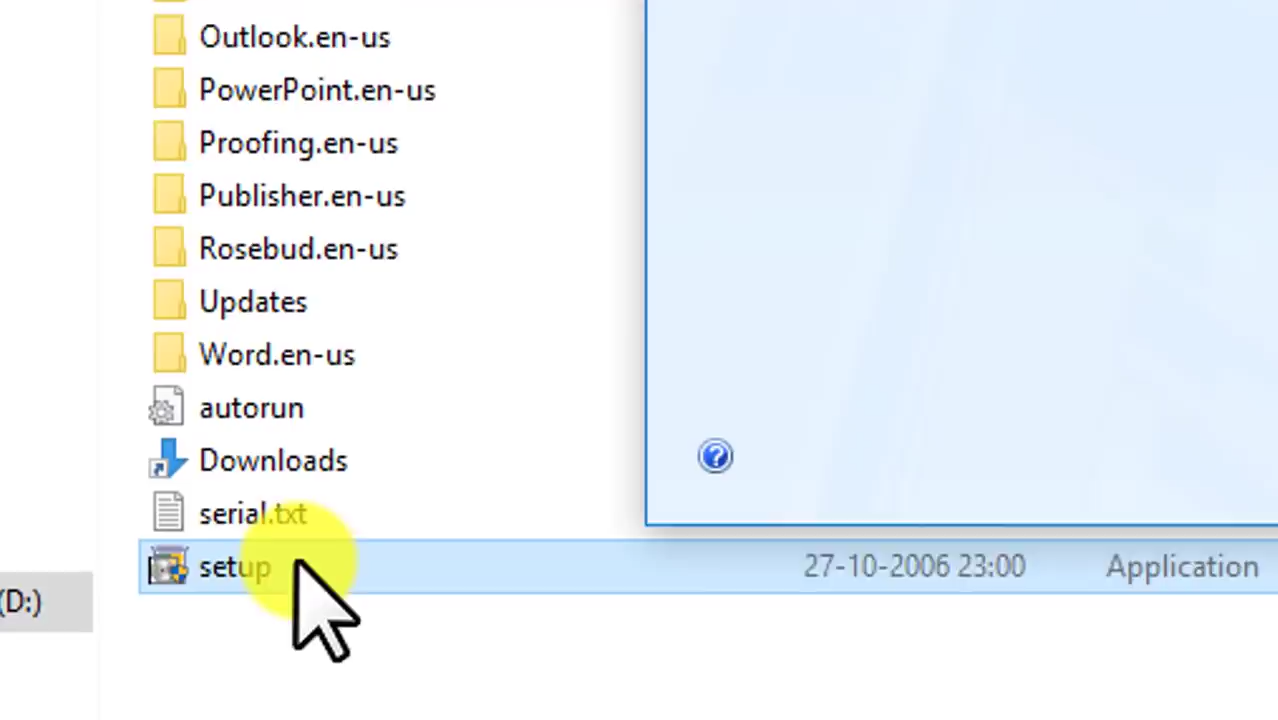 Outlook.en-us
PowerPoint.en-us
Proofing.en-us
Publisher.en-us
Rosebud.en-us
Updates
Word.en-us
autorun
Downloads
serial.txt
setup 27-10-2006 23:00 Application
(D:)